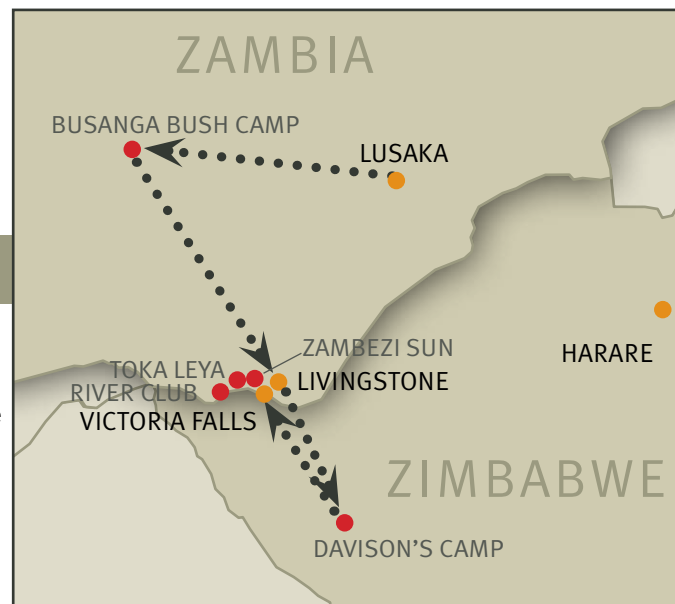 ZAMBIA
BUSANGA BUSH CAMP
LUSAKA
ZAMBEZI SUN
HARARE
TOKA LEYA
LIVINGSTONE
RIVER CLUB
VICTORIA FALLS
ZIMBABWE
DAVISON'S CAMP